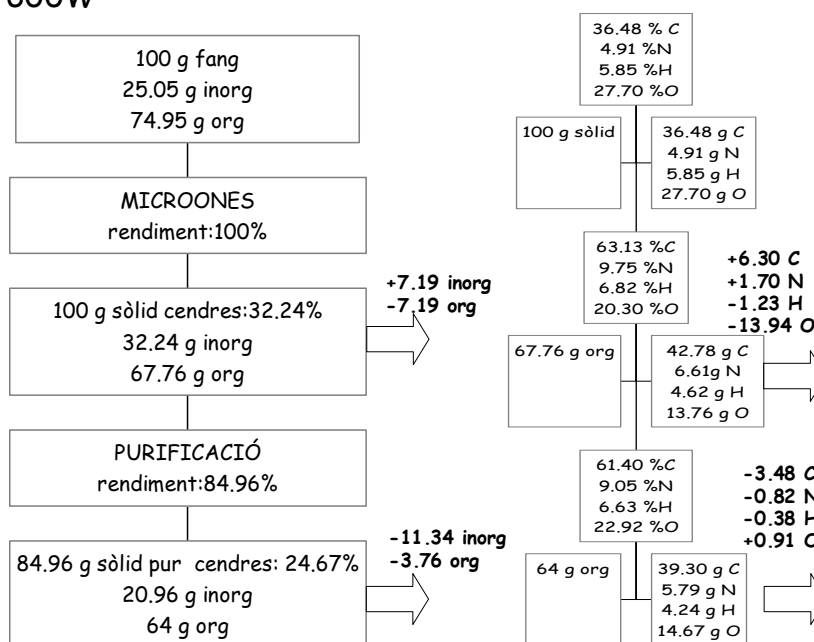 100 g fang
25.05 g inorg
74.95 g org
MICROONES
rendiment:100%
100 g sòlid cendres:32.24%
32.24 g inorg
67.76 g org
+7.19 inorg
-7.19 org
PURIFICACIÓ
rendiment:84.96%
84.96 g sòlid pur cendres: 24.67%
20.96 g inorg
64 g org
-11.34 inorg
-3.76 org
36.48 % C
4.91 %N
5.85 %H
27.70 %O
100 g sòlid
36.48 g C
4.91 g N
5.85 g H
27.70 g O
63.13 %C
9.75 %N
6.82 %H
20.30 %O
+6.30 C
+1.70 N
-1.23 H
-13.94 O
67.76 g org
42.78 g C
6.61g N
4.62 g H
13.76 g O
61.40 %C
9.05 %N
6.63 %H
22.92 %O
-3.48 C
-0.82 N
-0.38 H
+0.91 O
64 g org
39.30 g C
5.79 g N
4.24 g H
14.67 g O